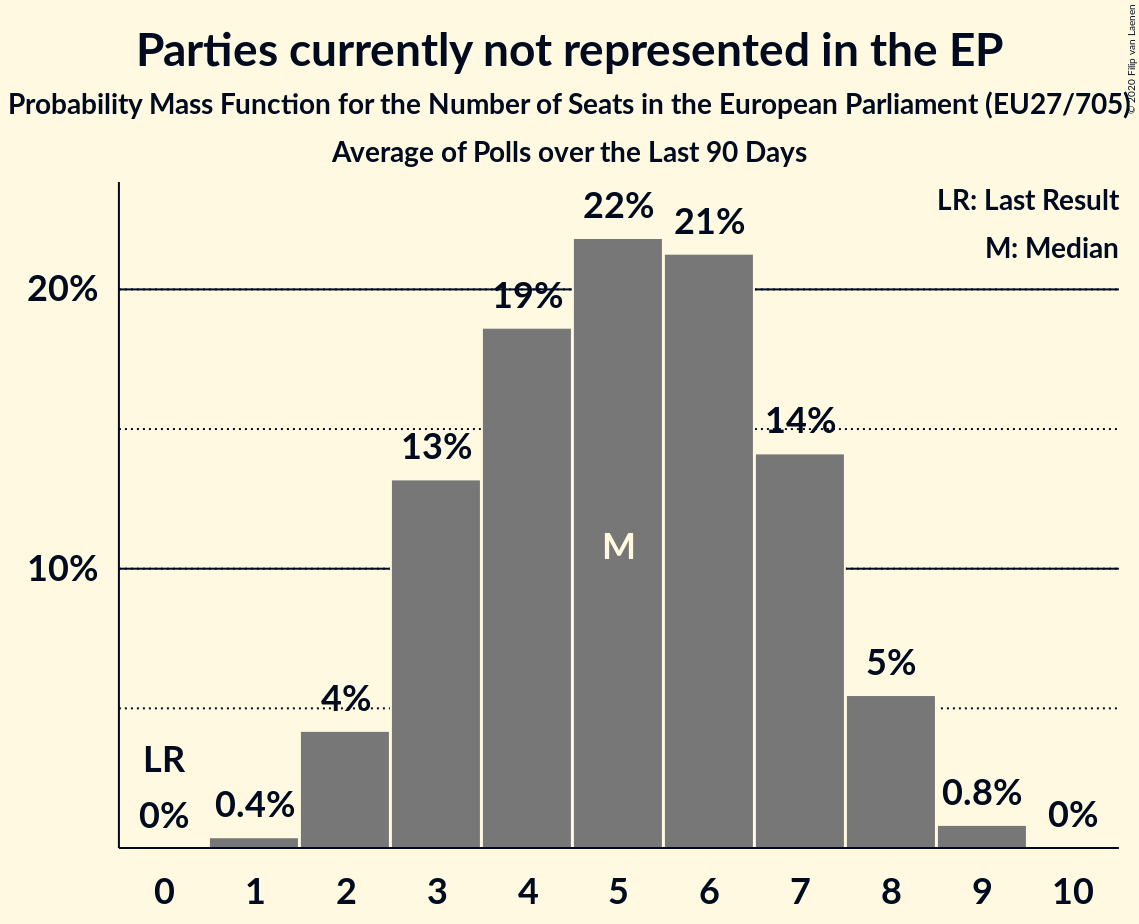 Parties currently not represented in the EP
Probability Mass Function for the Number of Seats in the European Parliament (EU27/705)
Average of Polls over the Last 90 Days
© 2020 Filip van Laenen
LR: Last Result
M: Median
20%
10%
LR
0%
0.4%
4%
13%
19%
22%
21%
14%
5%
0.8%
0%
M
0 1 2 3 4 5 6 7 8 9 10